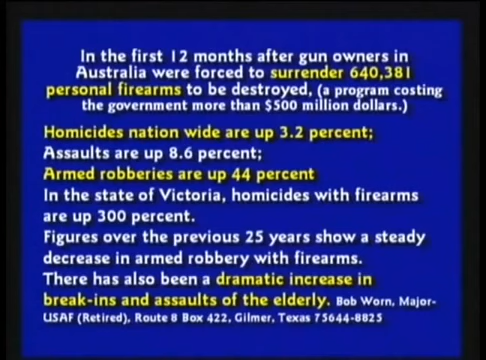 In the first 12 months after gun owners in
Australia were forced to surrender 640,381
personal firearms to be destroyed, (a program costing
the government more than $500 million dollars.)
Homicides nation wide are up 3.2 percent;
Assaults are up 8.6 percent;
Armed robberies are up 44 percent
In the state of Victoria, homicides with firearms
are up 300 percent.
Figures over the previous 25 years show a steady
decrease in armed robbery with firearms.
There has also been a dramatic increase in
break-ins and assaults of the elderly. Bob Worn, Major-
USAF (Retired), Route 8 Box 422, Gilmer, Texas 75644-8825